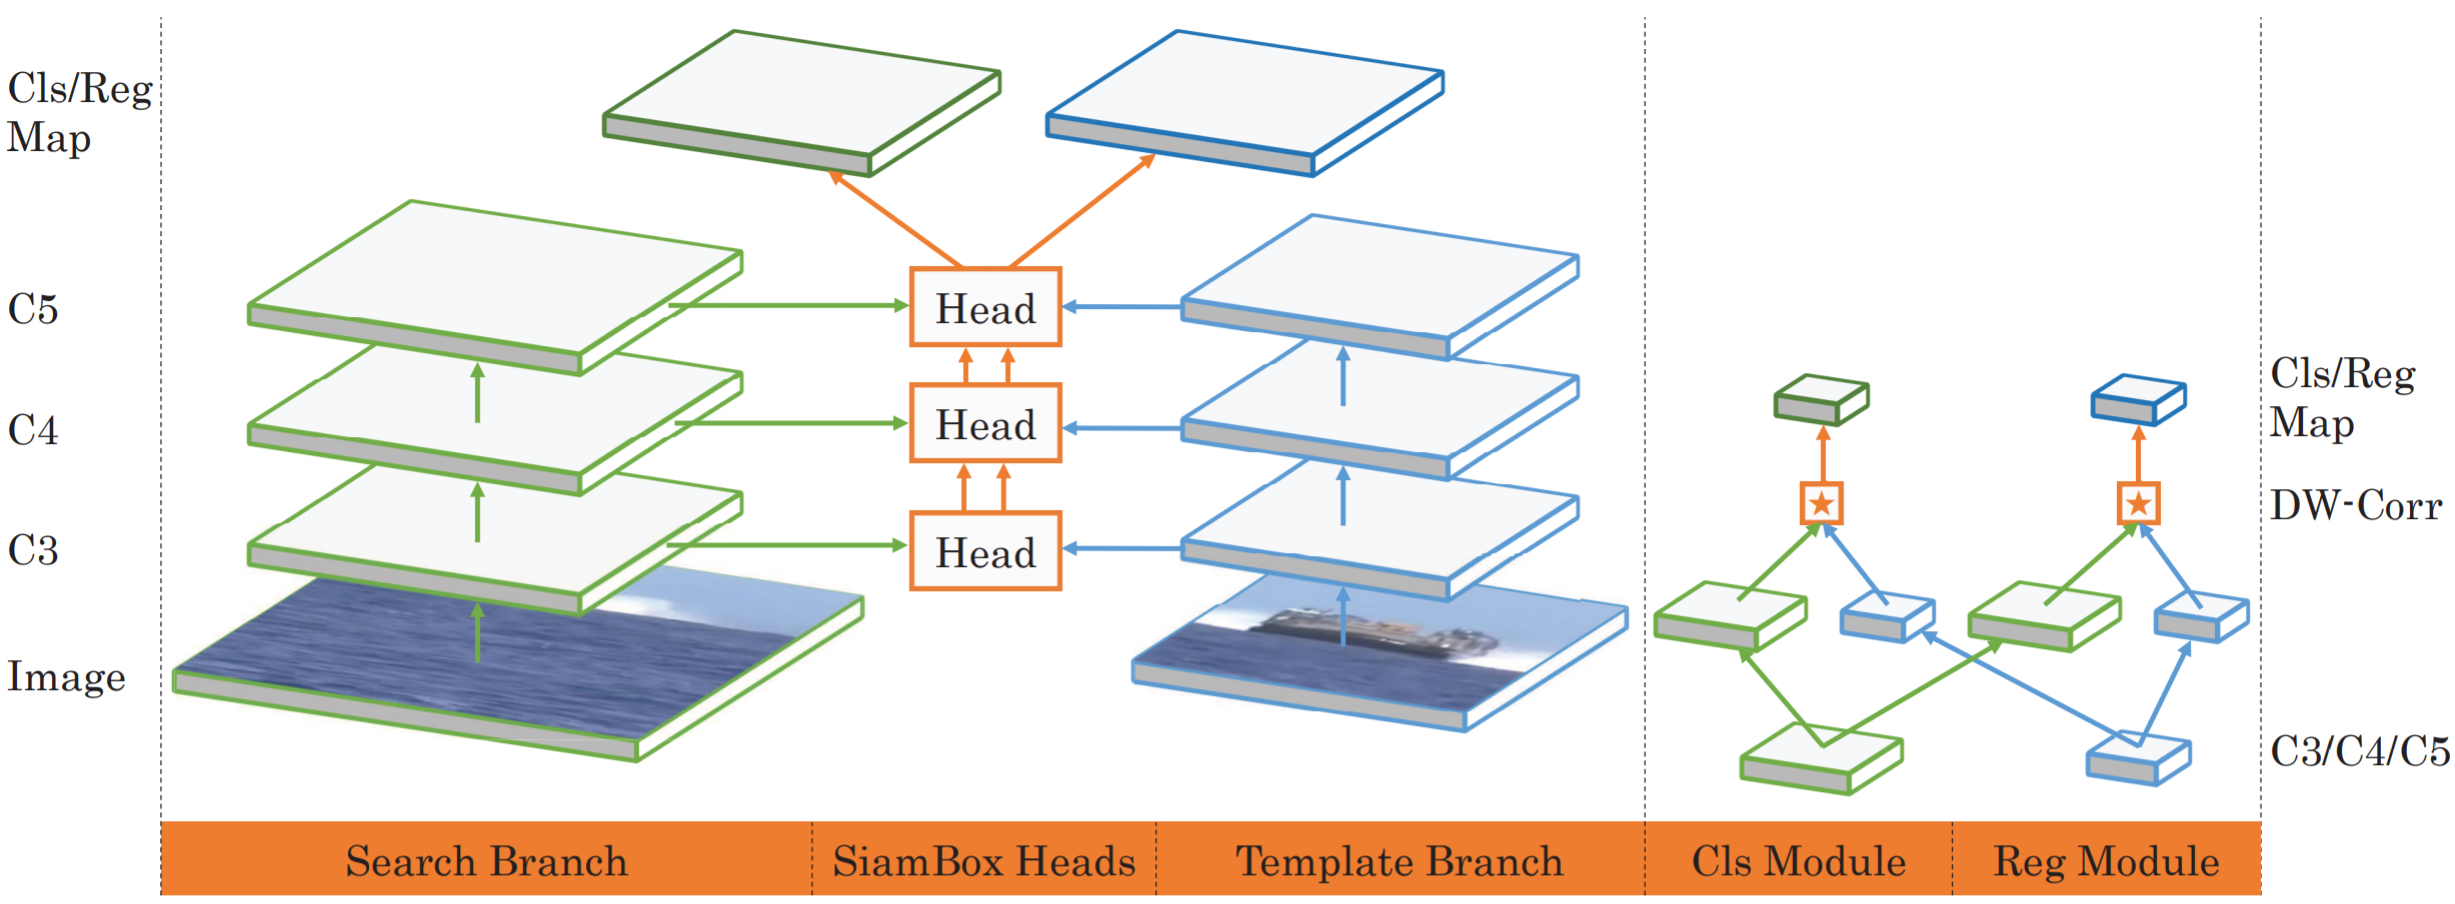 Cls/Reg
Map
C5
C4
C3
Image
Head
Head
Head
Cls/Reg
Map
DW-Corr
C3/C4/C5
Search Branch
SiamBox Heads
Template Branch
Cls Module
Reg Module